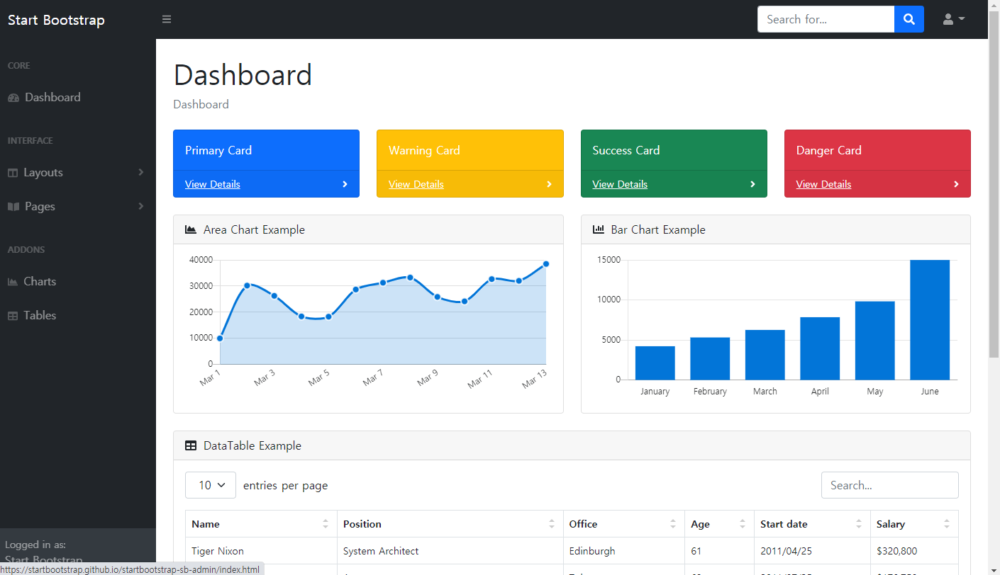 Start Bootstrap
Search for...
CORE
Dashboard
INTERFACE
Layouts
Pages
ADDONS
Charts
Tables
Logged in as:
Start Bootstrap
https://startbootstrap.github.io/startbootstrap-sb-admin/index.html
Dashboard
Dashboard
Primary Card
View Details
Warning Card
View Details
Success Card
View Details
Danger Card
View Details
Area Chart Example
40000
30000
20000
10000
0
Mar 1 Mar 3 Mar 5 Mar 7 Mar 9 Mar 11 Mar 13
Bar Chart Example
15000
10000
5000
0
January February March April May June
DataTable Example
10 entries per page Search...
Name Position Office Age Start date Salary
Tiger Nixon System Architect Edinburgh 61 2011/04/25 $320,800